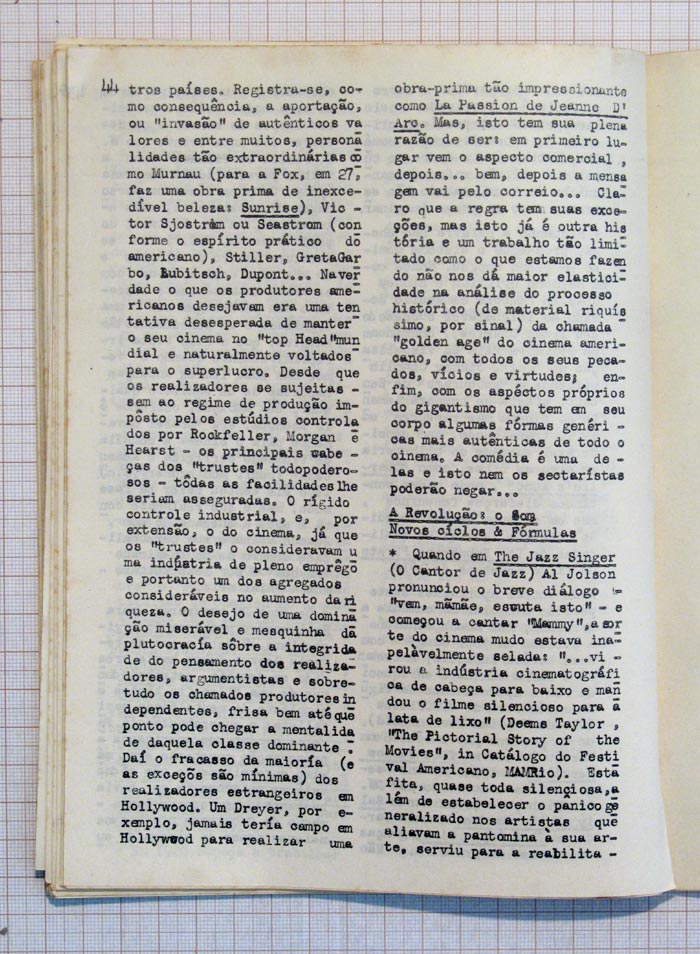 44
tros países. Registra-se, co-
mo consequência, a aportação,
ou "invasão" de autênticos va
lores e entre muitos, persona
lidades tão extraordinárias co
mo Murnau (para a Fox, em 27,
faz uma obra prima de inexce-
dível beleza: Sunrise), Vic -
tor Sjostrŏm ou Seastrom (con
forme o espírito prático do
americano), Stiller, GretaGar
bo, Lubitsch, Dupont... Naver
dade o que os produtores ame-
ricanos desejavam era uma ten
tativa desesperada de manter
o seu cinema no "top Head"mun
dial e naturalmente voltados
para o superlucro. Desde que
os realizadores se sujeitas -
sem ao regime de produção im-
pôsto pelos estúdios controla
dos por Rockfeller, Morgan e
Hearst - os principais cabe -
ças dos "trustes" todopodero-
sos - tôdas as facilidades lhe
seriam asseguradas. O rígido
controle industrial, e, por
extensão, o do cinema, já que
os "trustes" o consideravam u
ma indústria de pleno emprêgo
e portanto um dos agregados
consideráveis no aumento da ri
queza. O desejo de uma domina
ção miserável e mesquinha da
plutocracía sôbre a integrida
de do pensamento dos realiza-
dores, argumentistas e sobre-
tudo os chamados produtores in
dependentes, frisa bem até que
ponto pode chegar a mentalida
de daquela classe dominante .
Daí o fracasso da maioría (e
as exceçõs são mínimas) dos
realizadores estrangeiros em
Hollywood. Um Dreyer, por e-
xemplo, jamais tería campo em
Hollywood para realizar uma
obra-prima tão impressionante
como La Passion de Jeanne D'
Arc. Mas, isto tem sua plena
razão de ser: em primeiro lu-
gar vem o aspecto comercial ,
depois... bem, depois a mensa
gem vai pelo correio... Cla-
ro que a regra tem suas exce-
ções, mas isto já é outra his
tória e um trabalho tão limi-
tado como o que estamos fazen
do não nos dá maior elastici-
dade na análise do processo
histórico (de material riquís
simo, por sinal) da chamada
"golden age" do cinema ameri-
cano, com todos os seus peca-
dos, vícios e virtudes; en-
fim, com os aspéctos próprios
do gigantismo que tem em seu
corpo algumas fórmas genéri -
cas mais autênticas de todo o
cinema. A comédia é uma de -
las e isto nem os sectarístas
poderão negar...
A Revolução: o Som
Novos cíclos & Fórmulas
* Quando em The Jazz Singer
(O Cantor de Jazz) Al Jolson
pronunciou o breve diálogo -
"vem, mãmãe, escuta isto" - e
começou a cantar "Mammy",a sor
te do cinema mudo estava ina-
pelàvelmente selada: "...vi -
rou a indústria cinematográfi
ca de cabeça para baixo e man
dou o filme silencioso para a
lata de lixo" (Deems Taylor ,
"The Pictorial Story of the
Movies", in Catálogo do Festi
val Americano, MAMRio). Esta
fita, quase toda silenciosa,a
lém de estabelecer o pânico ge
neralizado nos artistas que
aliavam a pantomina à sua ar-
te, serviu para a reabilita -